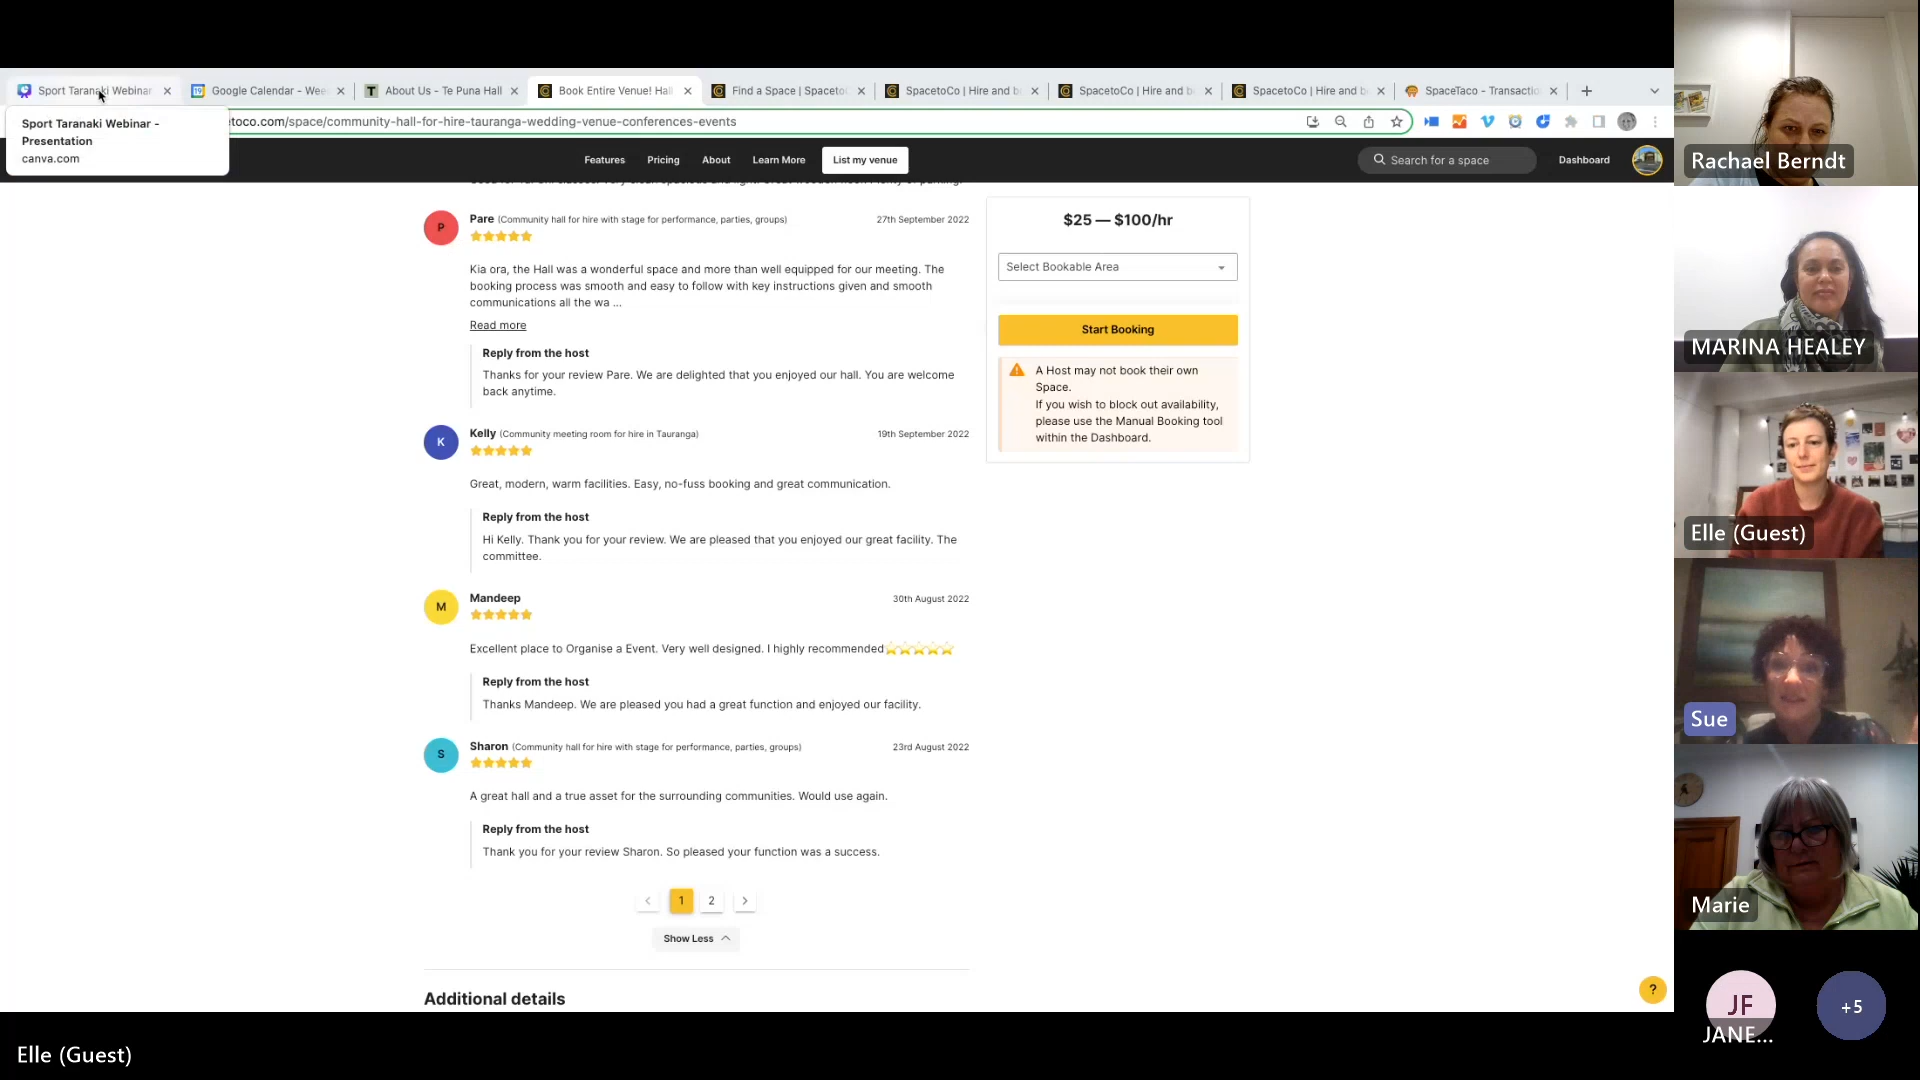 Sport Taranaki Webinar
Google Calendar - Wee
About Us - Te Puna Hall
Book Entire Venue! Hal
Find a Space | SpacetoC
SpacetoCo | Hire and b
SpacetoCo | Hire and b
SpacetoCo | Hire and b
SpaceTaco - Transactio
Sport Taranaki Webinar -
Presentation
canva.com
etoco.com/space/community-hall-for-hire-tauranga-wedding-venue-conferences-events
Features
Pricing
About
Learn More
List my venue
Search for a space
Dashboard
Pare (Community hall for hire with stage for performance, parties, groups)
27th September 2022
P
Kia ora, the Hall was a wonderful space and more than well equipped for our meeting. The
booking process was smooth and easy to follow with key instructions given and smooth
communications all the wa ...
Read more
Reply from the host
Thanks for your review Pare. We are delighted that you enjoyed our hall. You are welcome
back anytime.
Kelly (Community meeting room for hire in Tauranga)
19th September 2022
K
Great, modern, warm facilities. Easy, no-fuss booking and great communication.
Reply from the host
Hi Kelly. Thank you for your review. We are pleased that you enjoyed our great facility. The
committee.
Mandeep
30th August 2022
M
Excellent place to Organise a Event. Very well designed. I highly recommended
Reply from the host
Thanks Mandeep. We are pleased you had a great function and enjoyed our facility.
Sharon (Community hall for hire with stage for performance, parties, groups)
23rd August 2022
S
A great hall and a true asset for the surrounding communities. Would use again.
Reply from the host
Thank you for your review Sharon. So pleased your function was a success.
1
2
Show Less
Additional details
$25 — $100/hr
Select Bookable Area
Start Booking
A Host may not book their own
Space.
If you wish to block out availability,
please use the Manual Booking tool
within the Dashboard.
?
Rachael Berndt
MARINA HEALEY
Elle (Guest)
Sue
Marie
JF
JANE...
+5
Elle (Guest)